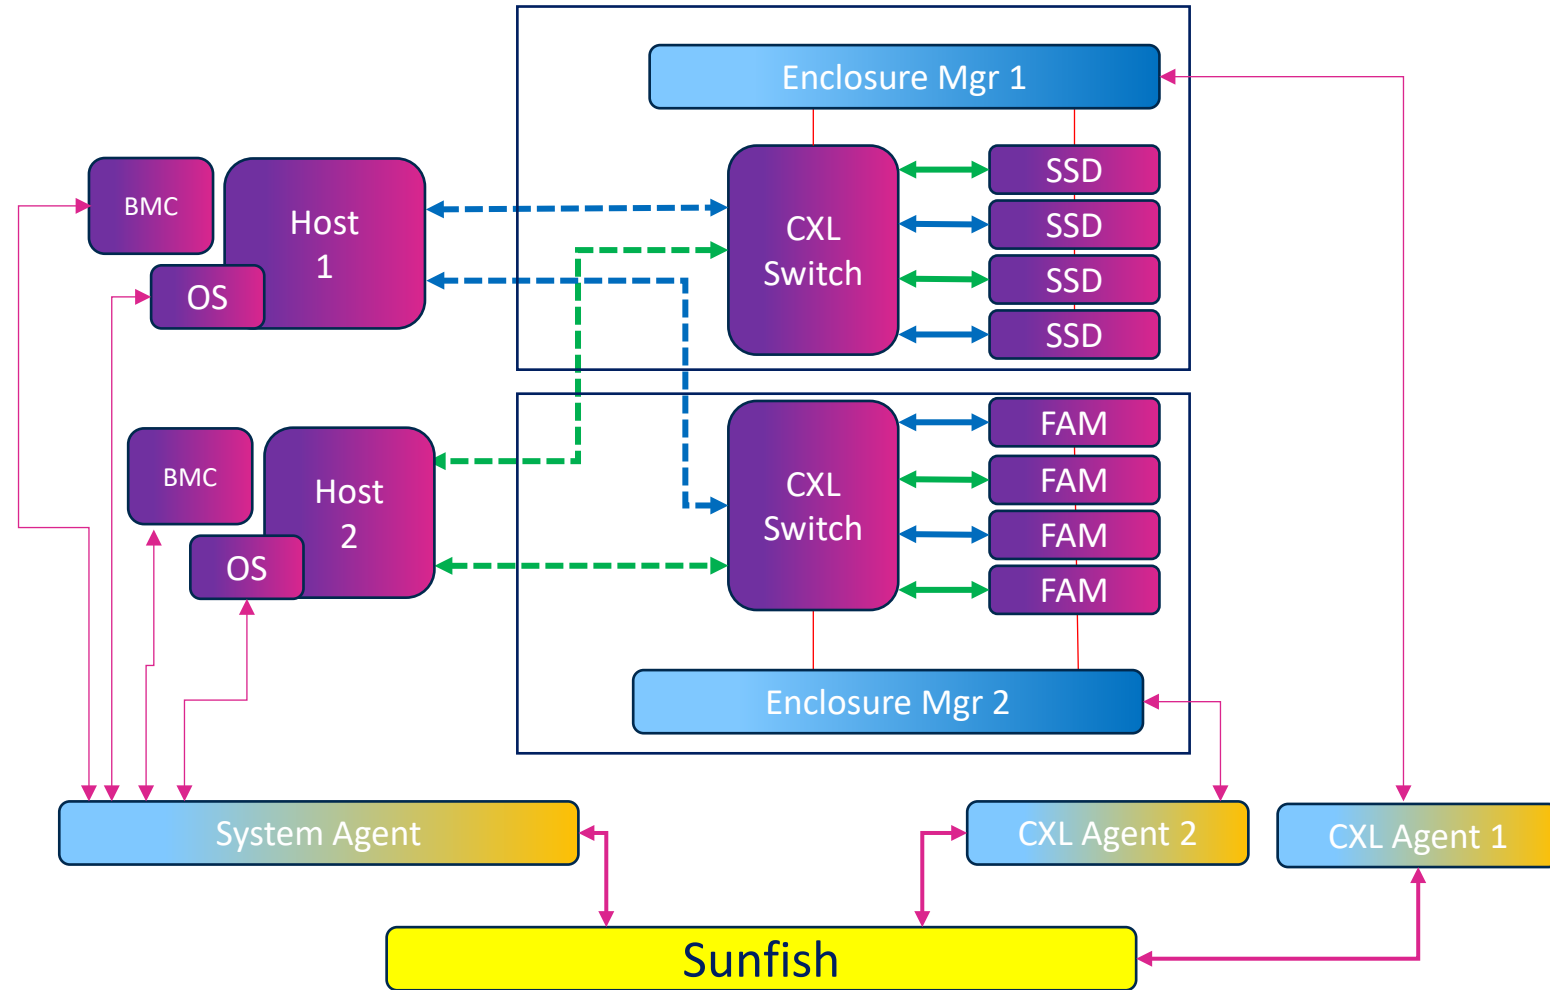 Enclosure Mgr 1
BMC
Host
1
OS
CXL
Switch
SSD
SSD
SSD
SSD
BMC
Host
2
OS
CXL
Switch
FAM
FAM
FAM
FAM
Enclosure Mgr 2
System Agent
CXL Agent 2
CXL Agent 1
Sunfish